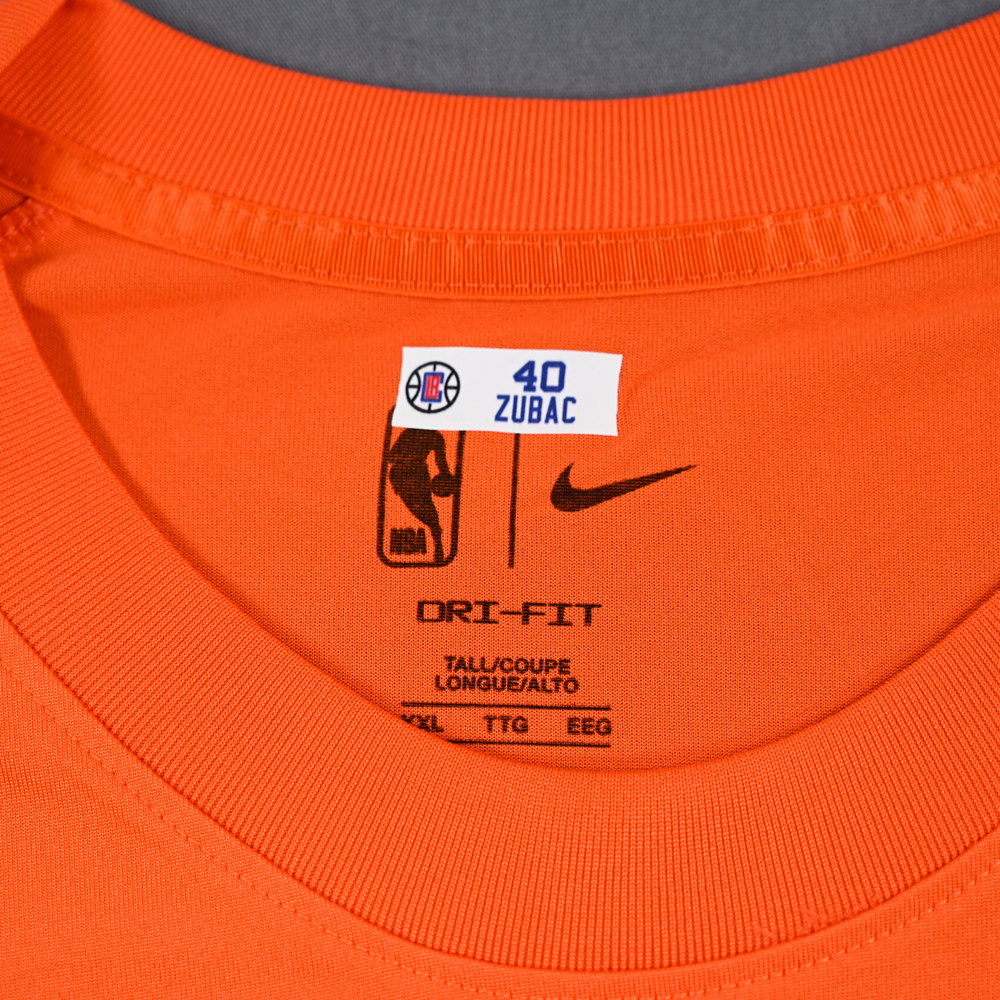 40
ZUBAC
NBA
DRI-FIT
TALL/COUPE
LONGUE/ALTO
XXL TTG EEG